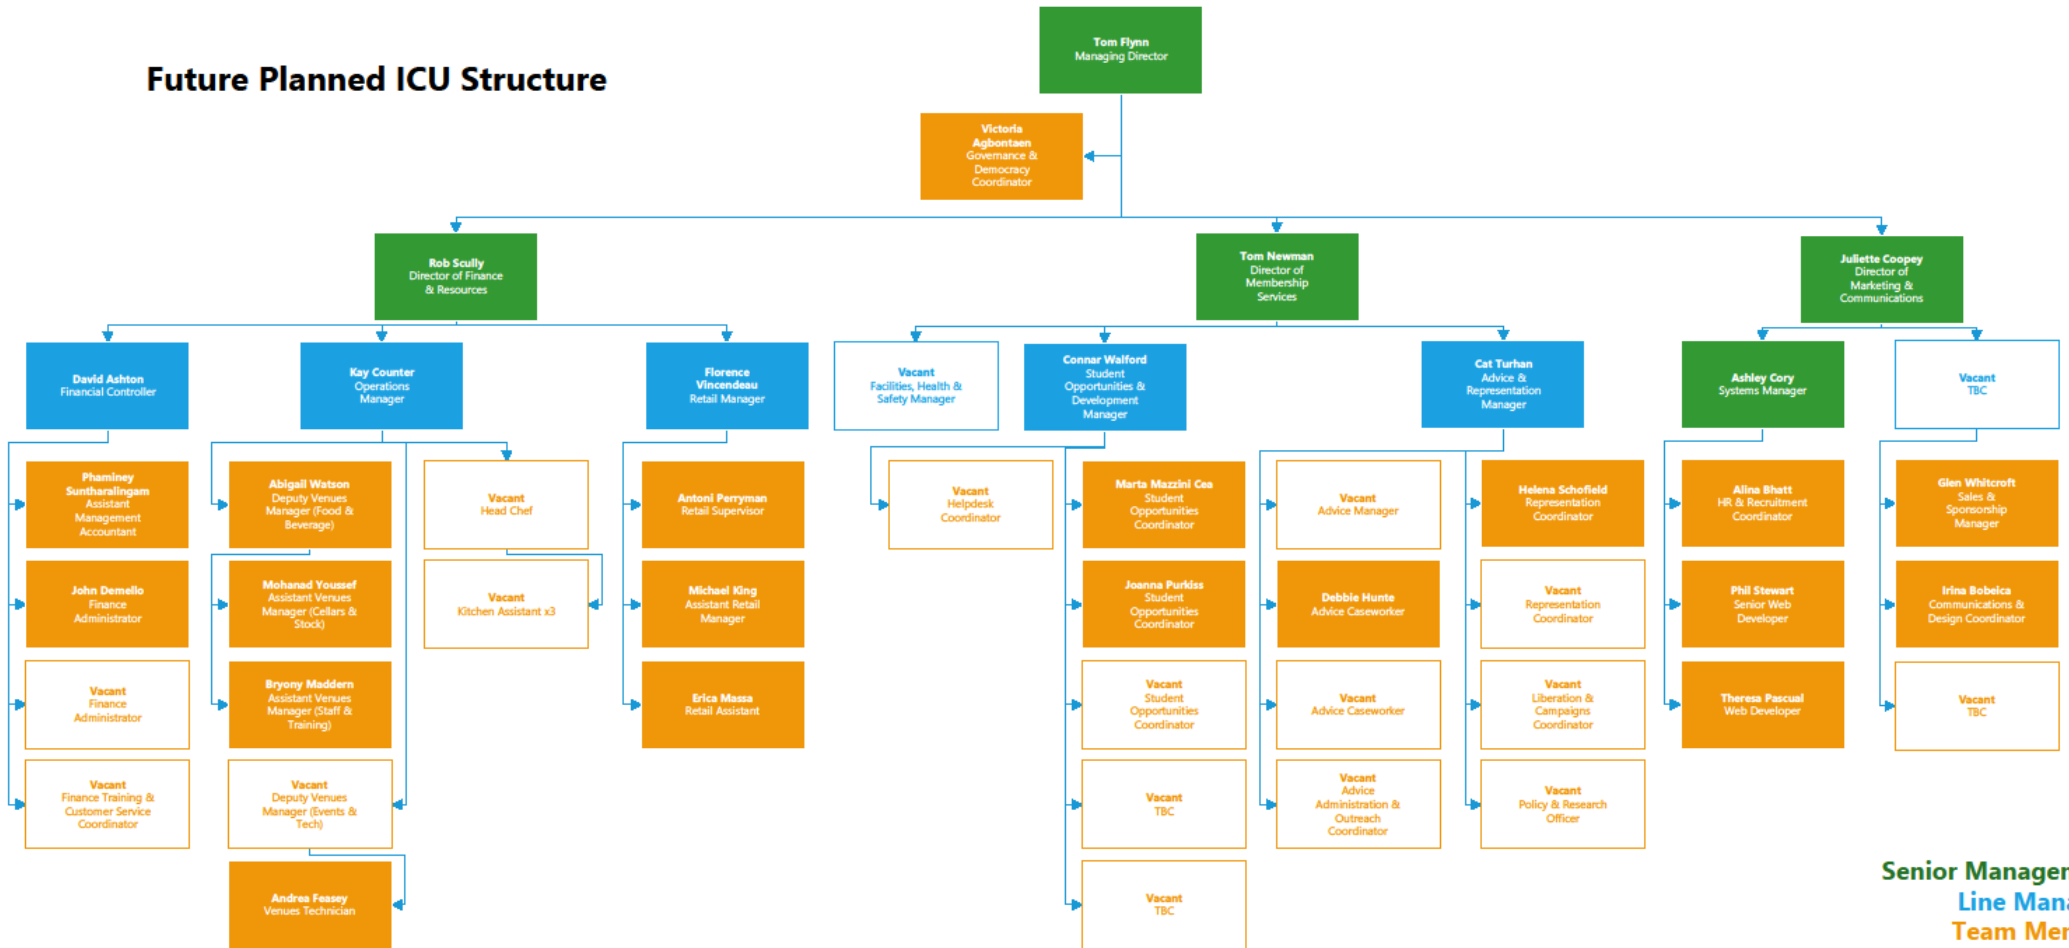 Future Planned ICU Structure
Tom Flynn
Managing Director
Victoria
Agbontaen
Governance &
Democracy
Coordinator
Rob Scully
Director of Finance
& Resources
Tom Newman
Director of
Membership
Services
Juliette Coopey
Director of
Marketing &
Communications
David Ashton
Financial Controller
Kay Counter
Operations
Manager
Florence
Vincendeau
Retail Manager
Vacant
Facilities, Health &
Safety Manager
Connar Walford
Student
Opportunities &
Development
Manager
Cat Turhan
Advice &
Representation
Manager
Ashley Cory
Systems Manager
Vacant
TBC
Phaminey
Suntharalingam
Assistant
Management
Accountant
Abigail Watson
Deputy Venues
Manager (Food &
Beverage)
Vacant
Head Chef
Antoni Perryman
Retail Supervisor
Vacant
Helpdesk
Coordinator
Marta Mazzini Cea
Student
Opportunities
Coordinator
Vacant
Advice Manager
Helena Schofield
Representation
Coordinator
Alina Bhatt
HR & Recruitment
Coordinator
Glen Whitcroft
Sales &
Sponsorship
Manager
John Demello
Finance
Administrator
Mohanad Youssef
Assistant Venues
Manager (Cellars &
Stock)
Vacant
Kitchen Assistant x3
Michael King
Assistant Retail
Manager
Joanna Purkiss
Student
Opportunities
Coordinator
Debbie Hunte
Advice Caseworker
Vacant
Representation
Coordinator
Phil Stewart
Senior Web
Developer
Irina Bobeica
Communications &
Design Coordinator
Vacant
Finance
Administrator
Bryony Maddern
Assistant Venues
Manager (Staff &
Training)
Erica Massa
Retail Assistant
Vacant
Student
Opportunities
Coordinator
Vacant
Advice Caseworker
Vacant
Liberation &
Campaigns
Coordinator
Theresa Pascual
Web Developer
Vacant
TBC
Vacant
Finance Training &
Customer Service
Coordinator
Vacant
Deputy Venues
Manager (Events &
Tech)
Vacant
TBC
Vacant
Advice
Administration &
Outreach
Coordinator
Vacant
Policy & Research
Officer
Andrea Feasey
Venues Technician
Vacant
TBC
Senior Manager
Line Mana
Team Mem